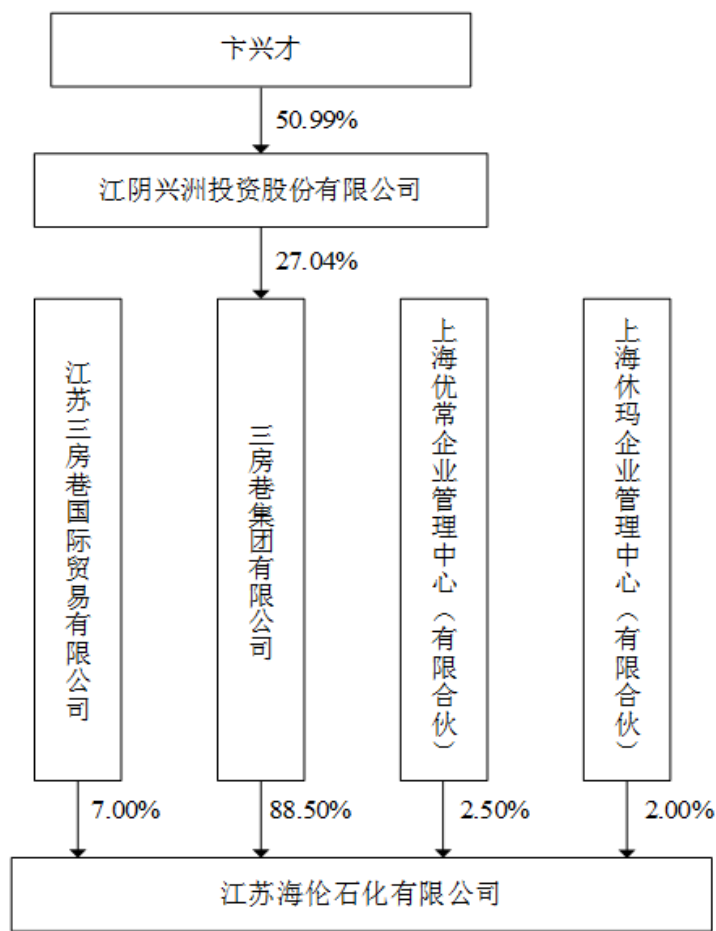 卞兴才
50.99%
江阴兴洲投资股份有限公司
27.04%
江苏三房巷国际贸易有限公司
三房巷集团有限公司
上海优常企业管理中心（有限合伙）
上海休玛企业管理中心（有限合伙）
7.00%
88.50%
2.50%
2.00%
江苏海伦石化有限公司